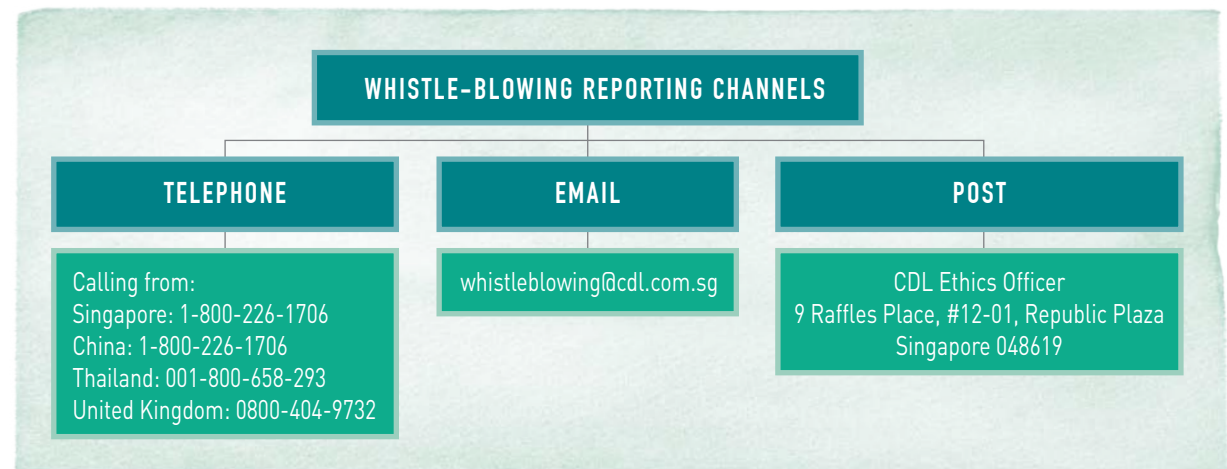 WHISTLE-BLOWING REPORTING CHANNELS
TELEPHONE
Calling from:
Singapore: 1-800-226-1706
China: 1-800-226-1706
Thailand: 001-800-658-293
United Kingdom: 0800-404-9732
EMAIL
whistleblowing@cdl.com.sg
POST
CDL Ethics Officer
9 Raffles Place, #12-01, Republic Plaza
Singapore 048619